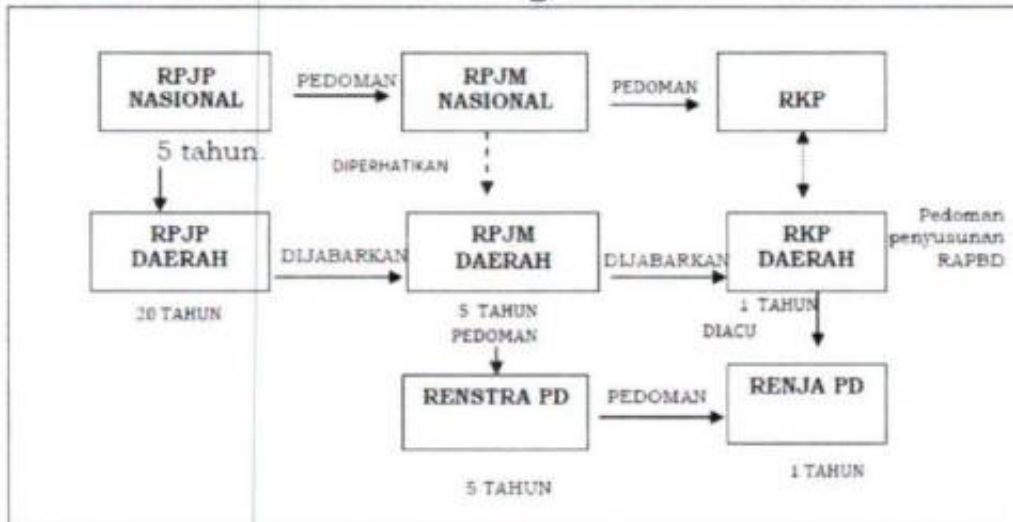 RPJP
NASIONAL
PEDOMAN
RPJM
NASIONAL
PEDOMAN
RKP
5 tahun.
DIPERHATIKAN
RPJP
DAERAH
DIJABARKAN
RPJM
DAERAH
DIJABARKAN
RKP
DAERAH
Pedoman
penyusunan
RAPBD
20 TAHUN
5 TAHUN
PEDOMAN
1 TAHUN
DIACU
RENSTRA PD
PEDOMAN
RENJA PD
5 TAHUN
1 TAHUN